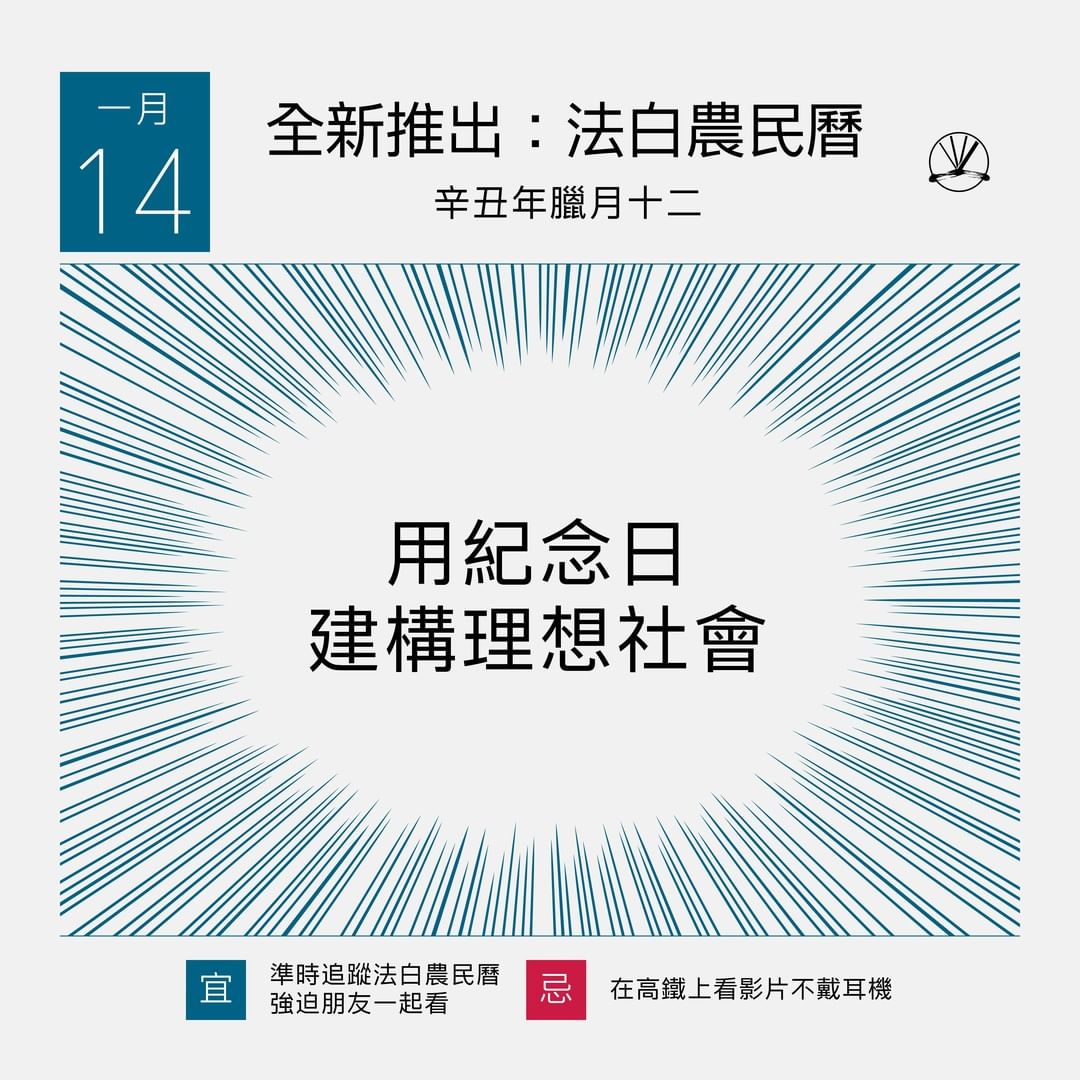 一月
14
全新推出：法白農民曆
辛丑年臘月十二
用紀念日
建構理想社會
宜
準時追蹤法白農民曆
強迫朋友一起看
忌
在高鐵上看影片不戴耳機